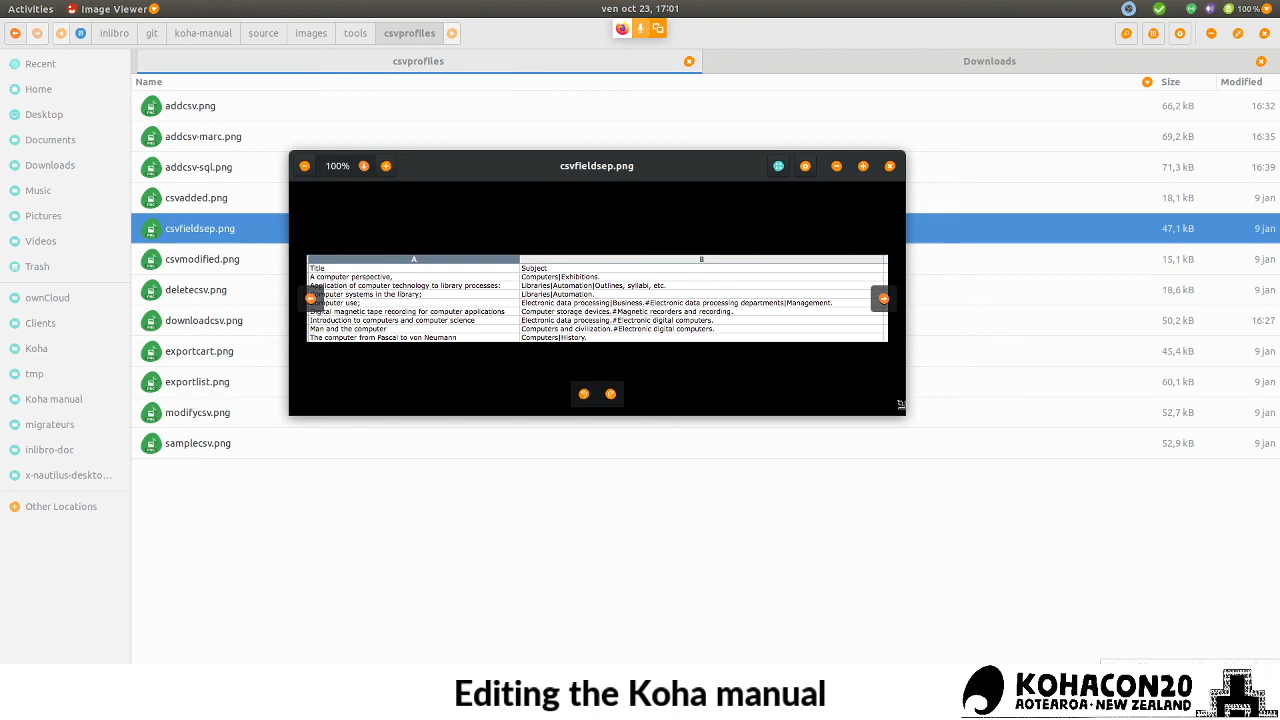 Activities Image Viewer ven oct 23, 17:01 100%
inlibro git koha-manual source images tools csvprofiles
csvprofiles Downloads
Name Size Modified
Recent
Home
Desktop
Documents
Downloads
Music
Pictures
Videos
Trash
ownCloud
Clients
Koha
tmp
Koha manual
migrateurs
inlibro-doc
x-nautilus-deskto...
Other Locations
addcsv.png 66,2 kB 16:32
addcsv-marc.png 69,2 kB 16:35
addcsv-sql.png 71,3 kB 16:39
csvadded.png 18,1 kB 9 jan
csvfieldsep.png 47,1 kB 9 jan
csvmodified.png 15,1 kB 9 jan
deletecsv.png 18,6 kB 9 jan
downloadcsv.png 50,2 kB 16:27
exportcart.png 45,4 kB 9 jan
exportlist.png 60,1 kB 9 jan
modifycsv.png 52,7 kB 9 jan
samplecsv.png 52,9 kB 9 jan
100% csvfieldsep.png
A B
Title Subject
A computer perspective, Computers|Exhibitions.
Application of computer technology to library processes: Libraries|Automation|Outlines, syllabi, etc.
Computer systems in the library; Libraries|Automation.
use; Electronic data processing|Business.#Electronic data processing departments|Management.
Digital magnetic tape recording for computer applications Computer storage devices.#Magnetic recorders and recording.
Introduction to computers and computer science Electronic data processing.#Electronic digital computers.
Man and the computer Computers and civilization.#Electronic digital computers.
The computer from Pascal to von Neumann Computers|History.
Editing the Koha manual
KOHACON20
AOTEAROA • NEW ZEALAND